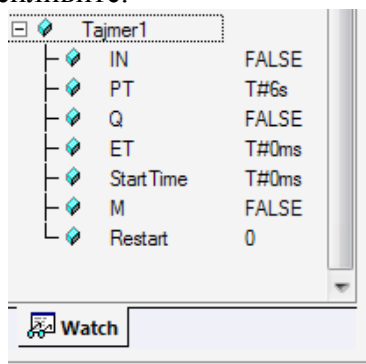 Tajmer1
IN FALSE
PT T#6s
Q FALSE
ET T#0ms
StartTime T#0ms
M FALSE
Restart 0
Watch